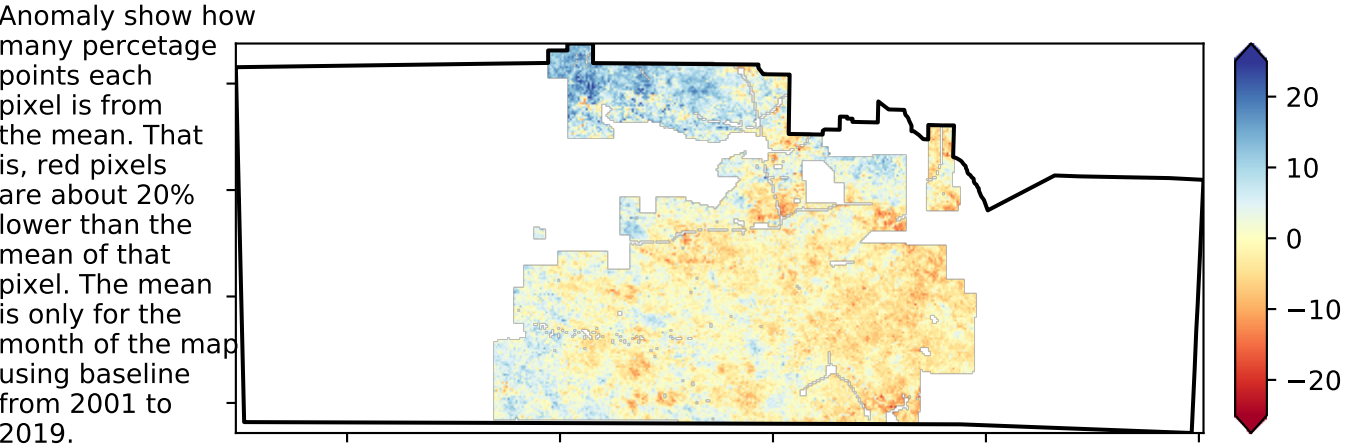 Anomaly show how
many percetage
points each
pixel is from
the mean. That
is, red pixels
are about 20%
lower than the
mean of that
pixel. The mean
is only for the
month of the map
using baseline
from 2001 to
2019.
20
10
0
−10
−20